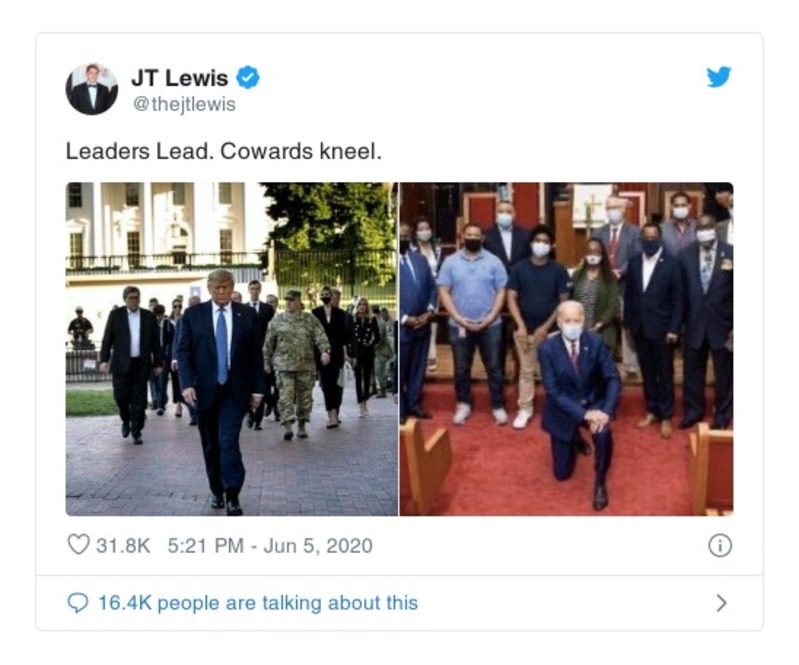 JT Lewis
@thejtlewis
Leaders Lead. Cowards kneel.
31.8K 5:21 PM - Jun 5, 2020
16.4K people are talking about this